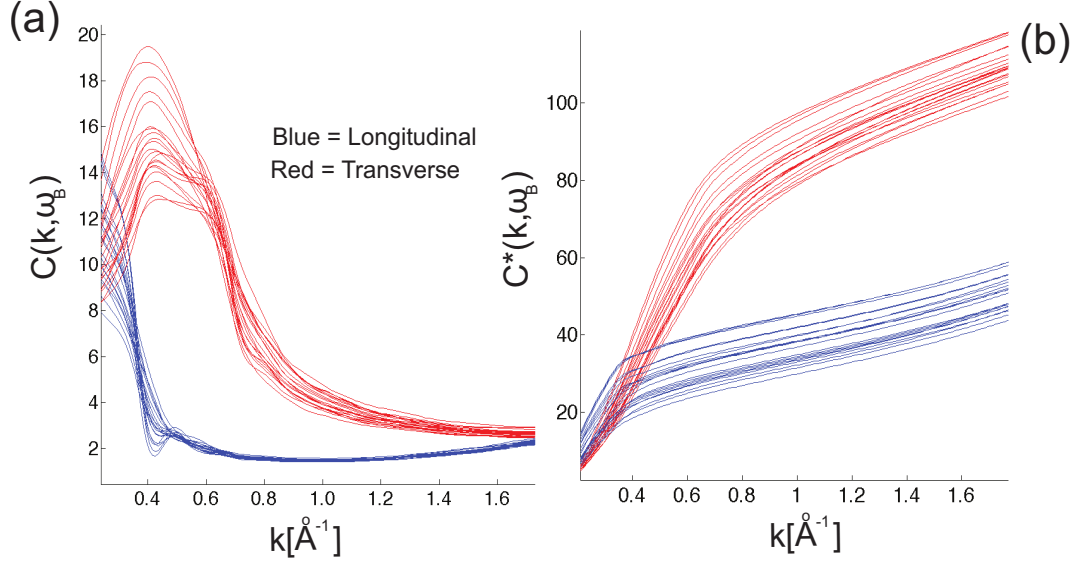 (a)
20
18
16
14
12
10
8
6
4
2
C(k,ω_B)
Blue = Longitudinal
Red = Transverse
0.4 0.6 0.8 1.0 1.2 1.4 1.6
k[Å⁻¹]
(b)
100
80
60
40
20
C*(k,ω_B)
0.4 0.6 0.8 1 1.2 1.4 1.6
k[Å⁻¹]